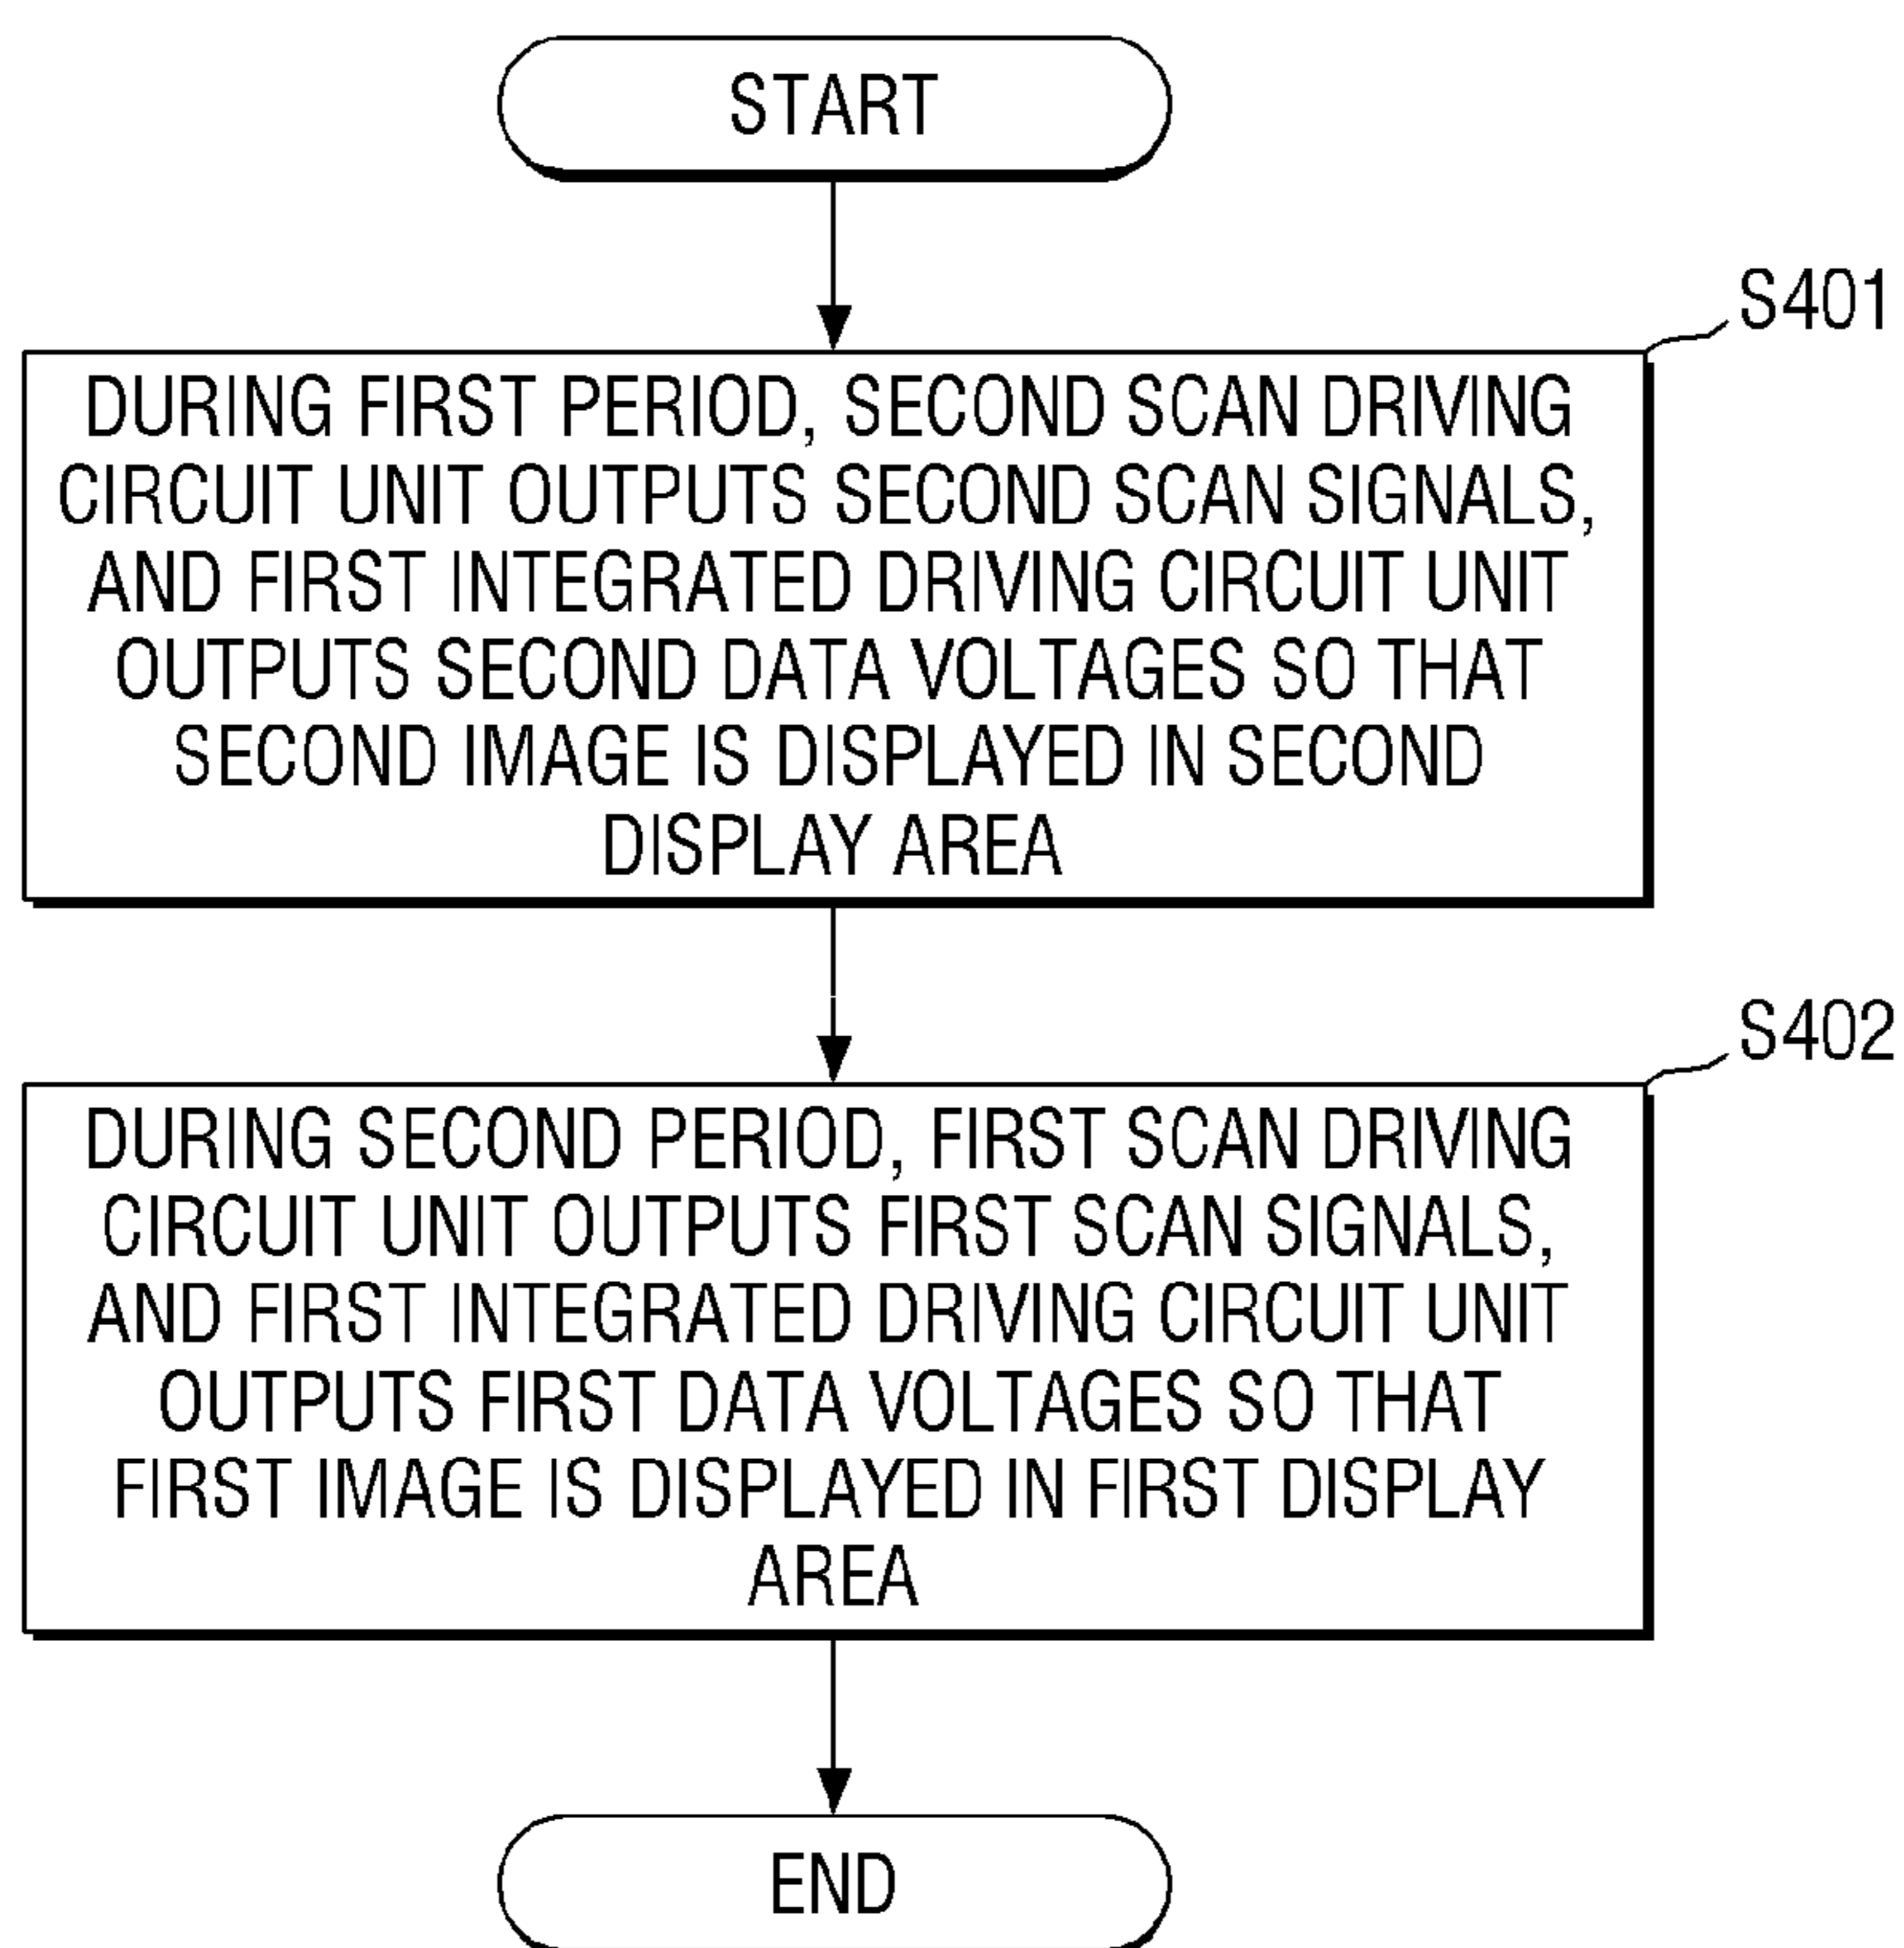 START
S401
DURING FIRST PERIOD, SECOND SCAN DRIVING
CIRCUIT UNIT OUTPUTS SECOND SCAN SIGNALS,
AND FIRST INTEGRATED DRIVING CIRCUIT UNIT
OUTPUTS SECOND DATA VOLTAGES SO THAT
SECOND IMAGE IS DISPLAYED IN SECOND
DISPLAY AREA
S402
DURING SECOND PERIOD, FIRST SCAN DRIVING
CIRCUIT UNIT OUTPUTS FIRST SCAN SIGNALS,
AND FIRST INTEGRATED DRIVING CIRCUIT UNIT
OUTPUTS FIRST DATA VOLTAGES SO THAT
FIRST IMAGE IS DISPLAYED IN FIRST DISPLAY
AREA
END